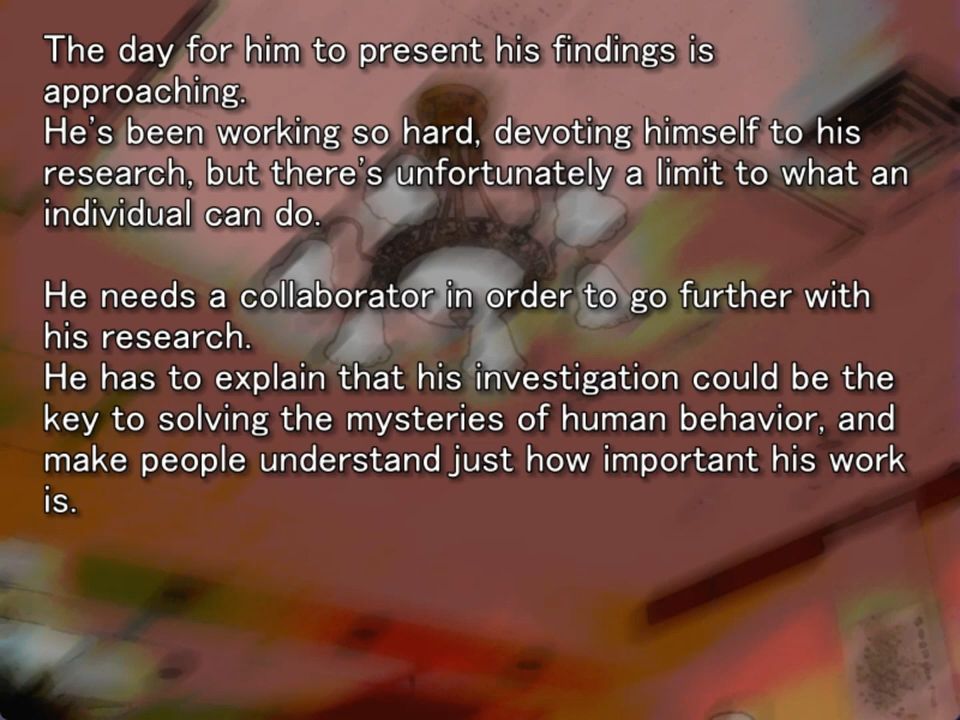 The day for him to present his findings is
approaching.
He's been working so hard, devoting himself to his
research, but there's unfortunately a limit to what an
individual can do.
He needs a collaborator in order to go further with
his research.
He has to explain that his investigation could be the
key to solving the mysteries of human behavior, and
make people understand just how important his work
is.